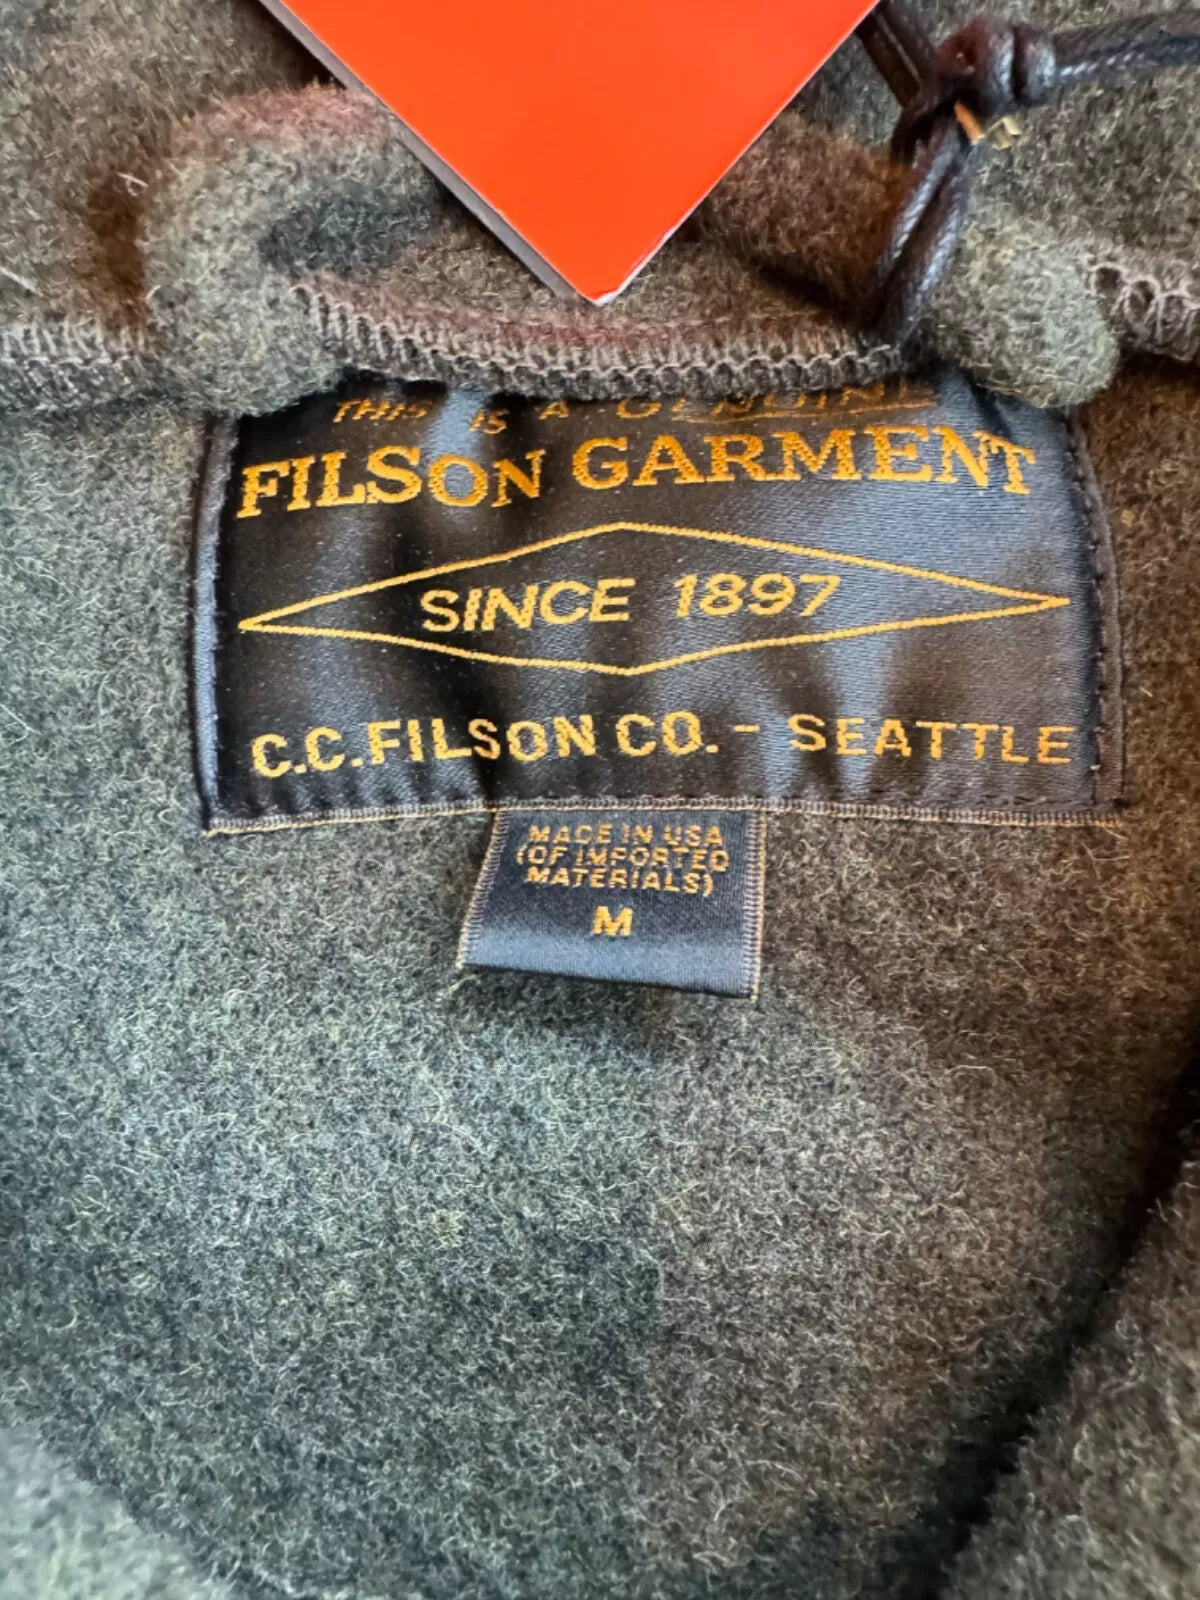 THIS IS A GENUINE
FILSON GARMENT
SINCE 1897
C.C. FILSON CO. - SEATTLE
MADE IN USA
(OF IMPORTED
MATERIALS)
M